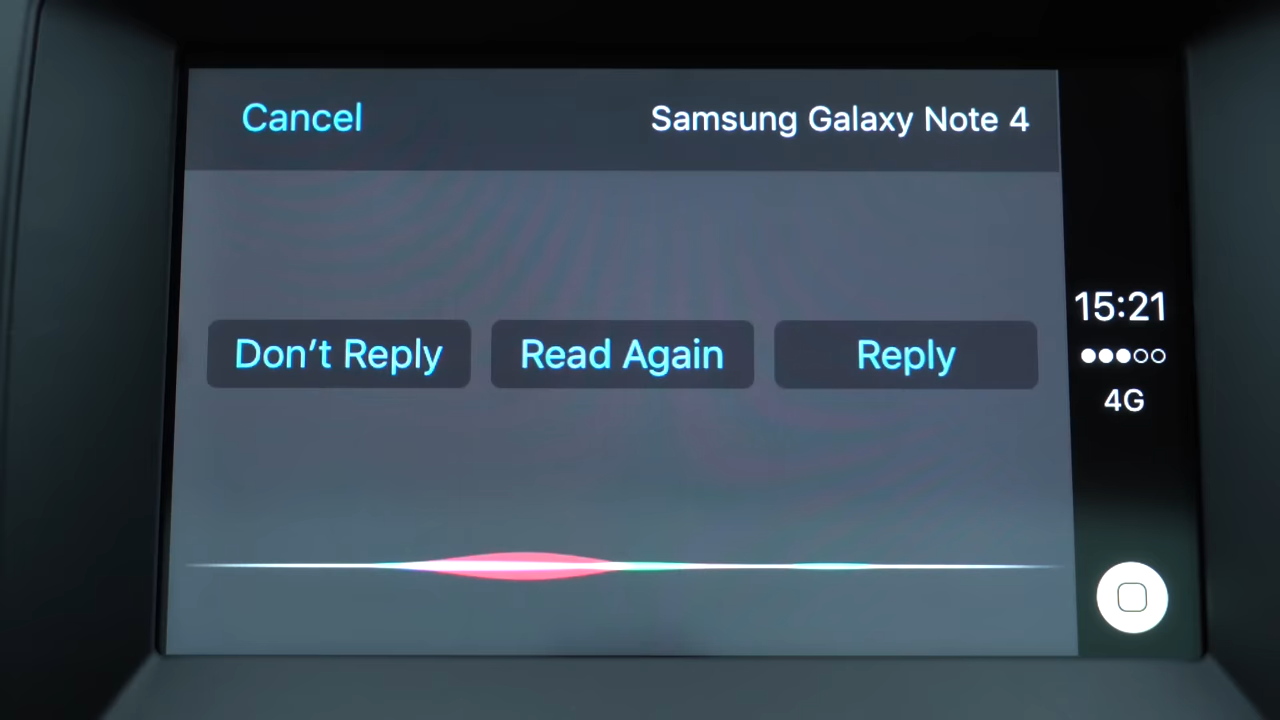 Cancel
Samsung Galaxy Note 4
Don't Reply
Read Again
Reply
15:21
4G